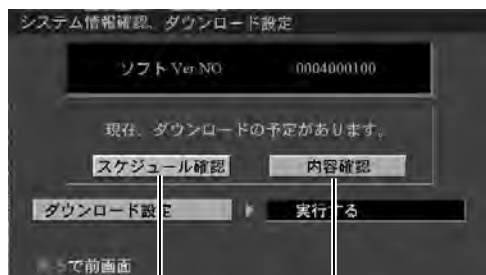 システム情報確認、ダウンロード設定
ソフト Ver.NO 0004000100
現在、ダウンロードの予定があります。
スケジュール確認 内容確認
ダウンロード設定 実行する
で前画面